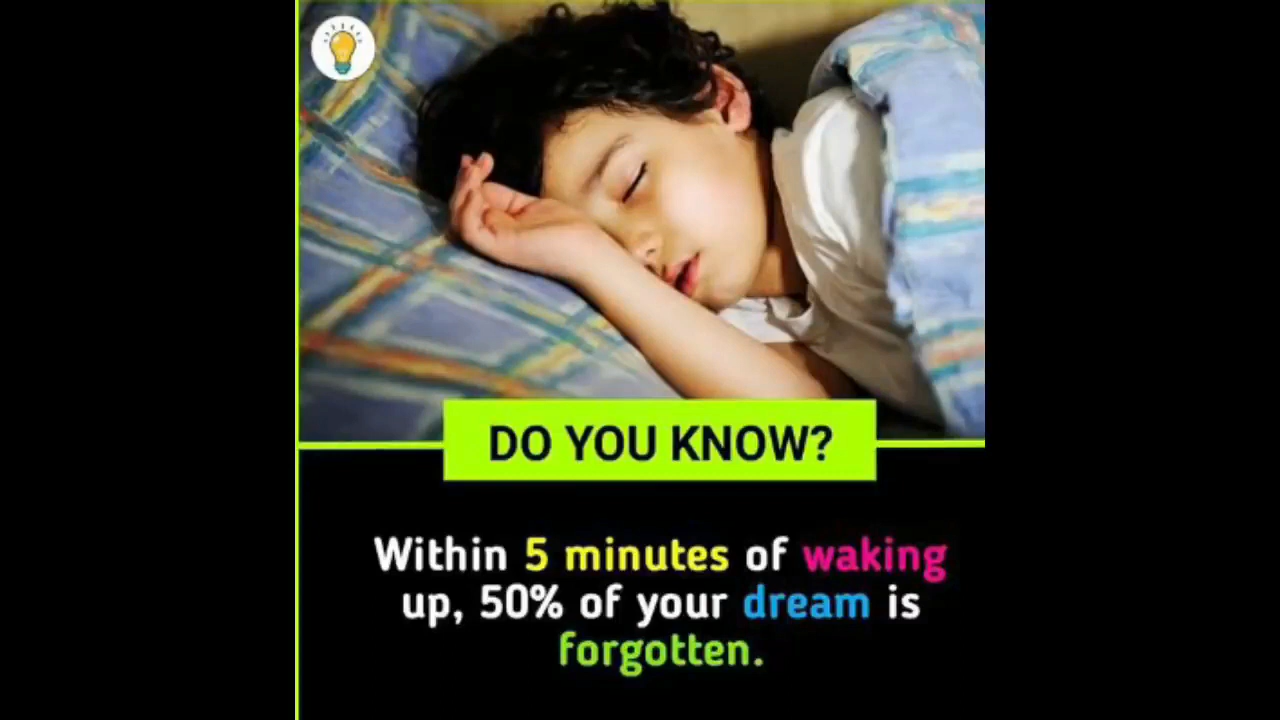 DO YOU KNOW?
Within 5 minutes of waking
up, 50% of your dream is
forgotten.